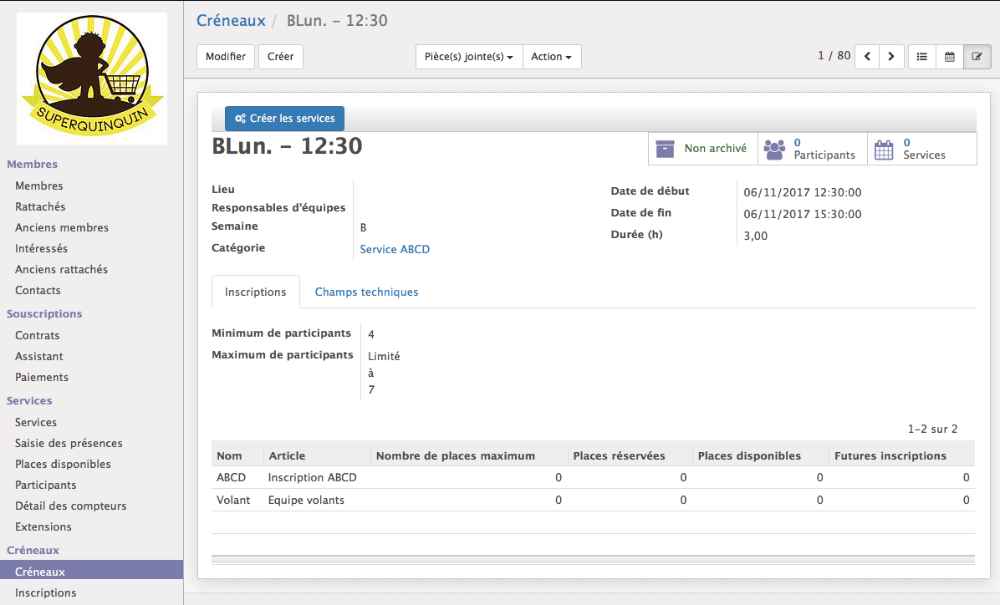 SUPERQUINQUIN
Membres
Membres
Rattachés
Anciens membres
Intéressés
Anciens rattachés
Contacts
Souscriptions
Contrats
Assistant
Paiements
Services
Services
Saisie des présences
Places disponibles
Participants
Détail des compteurs
Extensions
Créneaux
Créneaux
Inscriptions
Créneaux / BLun. - 12:30
Modifier Créer Pièce(s) jointe(s) Action 1 / 80
Créer les services
BLun. - 12:30
Non archivé
0 Participants
0 Services
Lieu
Responsables d'équipes
Semaine B
Catégorie Service ABCD
Date de début 06/11/2017 12:30:00
Date de fin 06/11/2017 15:30:00
Durée (h) 3,00
Inscriptions Champs techniques
Minimum de participants 4
Maximum de participants Limité
à
7
1-2 sur 2
Nom Article Nombre de places maximum Places réservées Places disponibles Futures inscriptions
ABCD Inscription ABCD 0 0 0 0
Volant Equipe volants 0 0 0 0